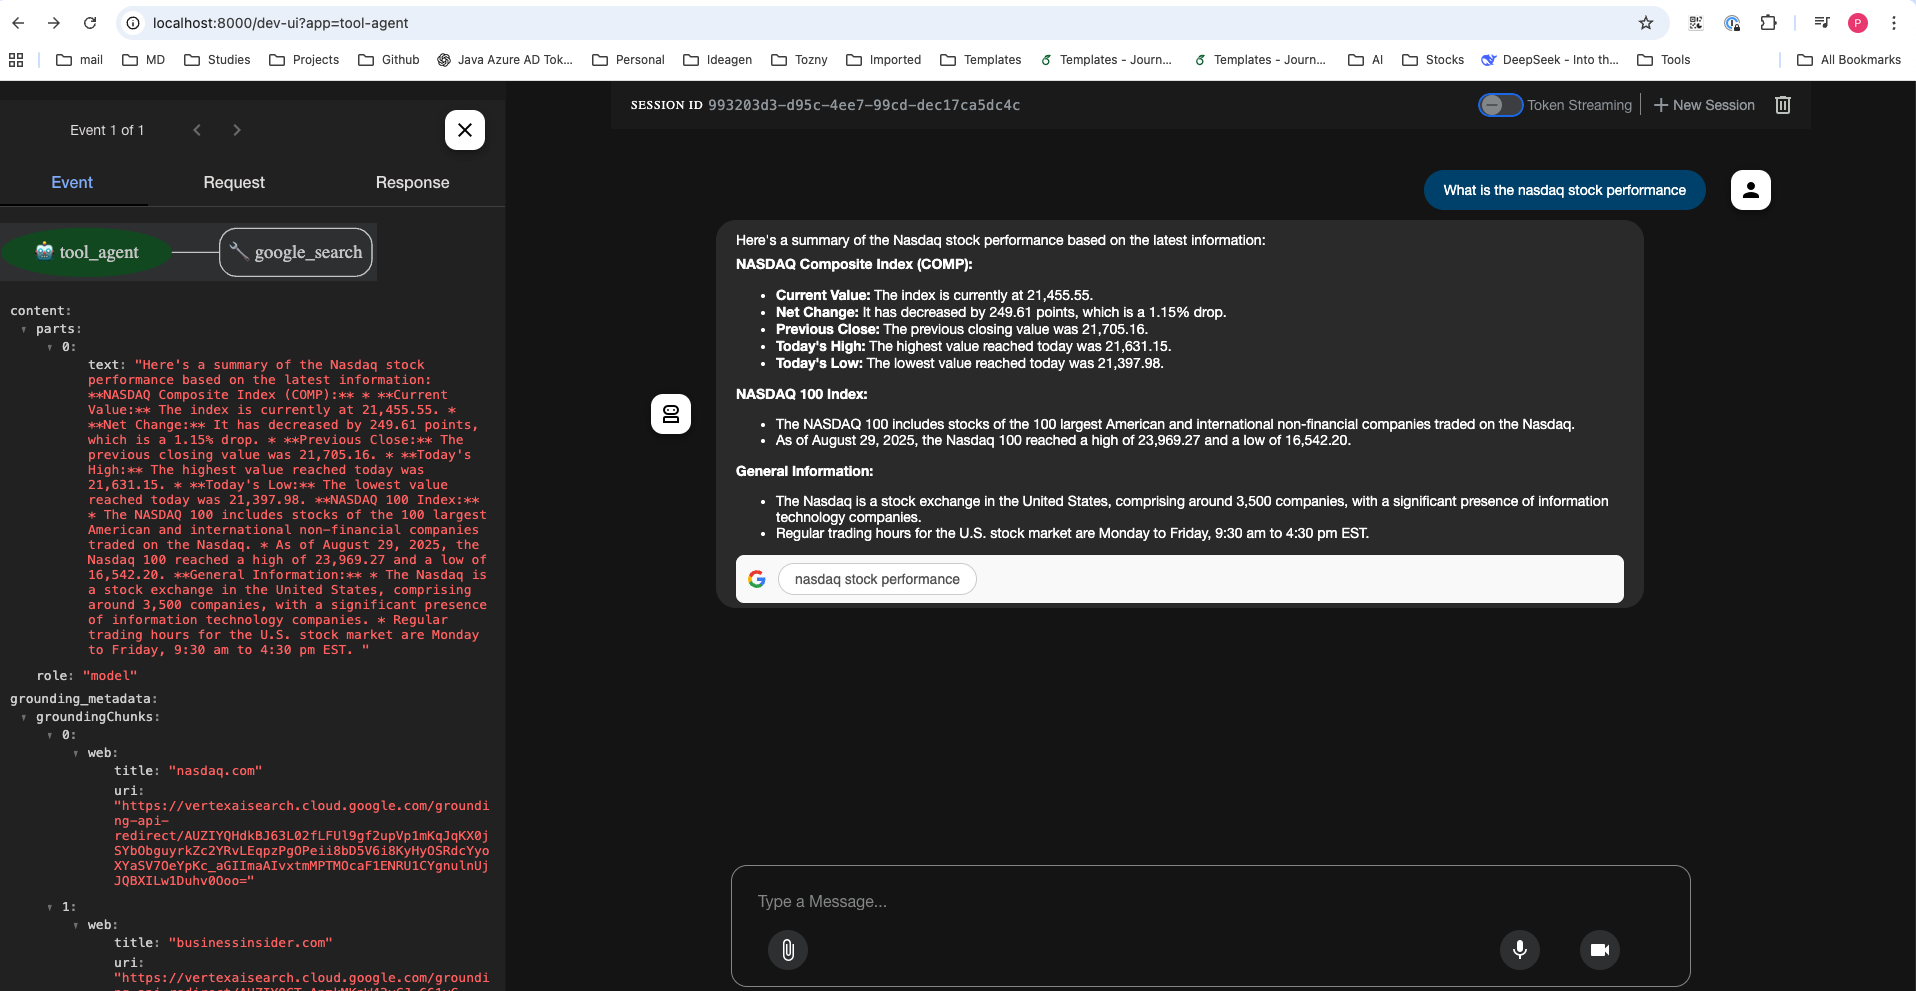 localhost:8000/dev-ui?app=tool-agent
P
mail
MD
Studies
Projects
Github
Java Azure AD Tok...
Personal
Ideagen
Tozny
Imported
Templates
Templates - Journ...
Templates - Journ...
AI
Stocks
DeepSeek - Into th...
Tools
All Bookmarks
Event 1 of 1
Event
Request
Response
tool_agent
google_search
content:
parts:
0:
text: "Here's a summary of the Nasdaq stock
performance based on the latest information:
**NASDAQ Composite Index (COMP):** * **Current
Value:** The index is currently at 21,455.55. *
**Net Change:** It has decreased by 249.61 points,
which is a 1.15% drop. * **Previous Close:** The
previous closing value was 21,705.16. * **Today's
High:** The highest value reached today was
21,631.15. * **Today's Low:** The lowest value
reached today was 21,397.98. **NASDAQ 100 Index:**
* The NASDAQ 100 includes stocks of the 100 largest
American and international non-financial companies
traded on the Nasdaq. * As of August 29, 2025, the
Nasdaq 100 reached a high of 23,969.27 and a low of
16,542.20. **General Information:** * The Nasdaq is
a stock exchange in the United States, comprising
around 3,500 companies, with a significant presence
of information technology companies. * Regular
trading hours for the U.S. stock market are Monday
to Friday, 9:30 am to 4:30 pm EST. "
role: "model"
grounding_metadata:
groundingChunks:
0:
web:
title: "nasdaq.com"
uri:
"https://vertexaisearch.cloud.google.com/groundi
ng-api-
redirect/AUZIYQHdkBJ63L02fLFUl9gf2upVp1mKqJqKX0j
SYbObguyrkZc2YRvLEqpzPgOPeii8bD5V6i8KyHyOSRdcYyo
XYaSV7OeYpKc_aGIImaAIvxtmMPTMOcaF1ENRU1CYgnulnUj
JQBXILw1Duhv0Ooo="
1:
web:
title: "businessinsider.com"
uri:
"https://vertexaisearch.cloud.google.com/groundi
SESSION ID 993203d3-d95c-4ee7-99cd-dec17ca5dc4c
Token Streaming
New Session
What is the nasdaq stock performance
Here's a summary of the Nasdaq stock performance based on the latest information:
NASDAQ Composite Index (COMP):
• Current Value: The index is currently at 21,455.55.
• Net Change: It has decreased by 249.61 points, which is a 1.15% drop.
• Previous Close: The previous closing value was 21,705.16.
• Today's High: The highest value reached today was 21,631.15.
• Today's Low: The lowest value reached today was 21,397.98.
NASDAQ 100 Index:
• The NASDAQ 100 includes stocks of the 100 largest American and international non-financial companies traded on the Nasdaq.
• As of August 29, 2025, the Nasdaq 100 reached a high of 23,969.27 and a low of 16,542.20.
General Information:
• The Nasdaq is a stock exchange in the United States, comprising around 3,500 companies, with a significant presence of information
technology companies.
• Regular trading hours for the U.S. stock market are Monday to Friday, 9:30 am to 4:30 pm EST.
nasdaq stock performance
Type a Message...